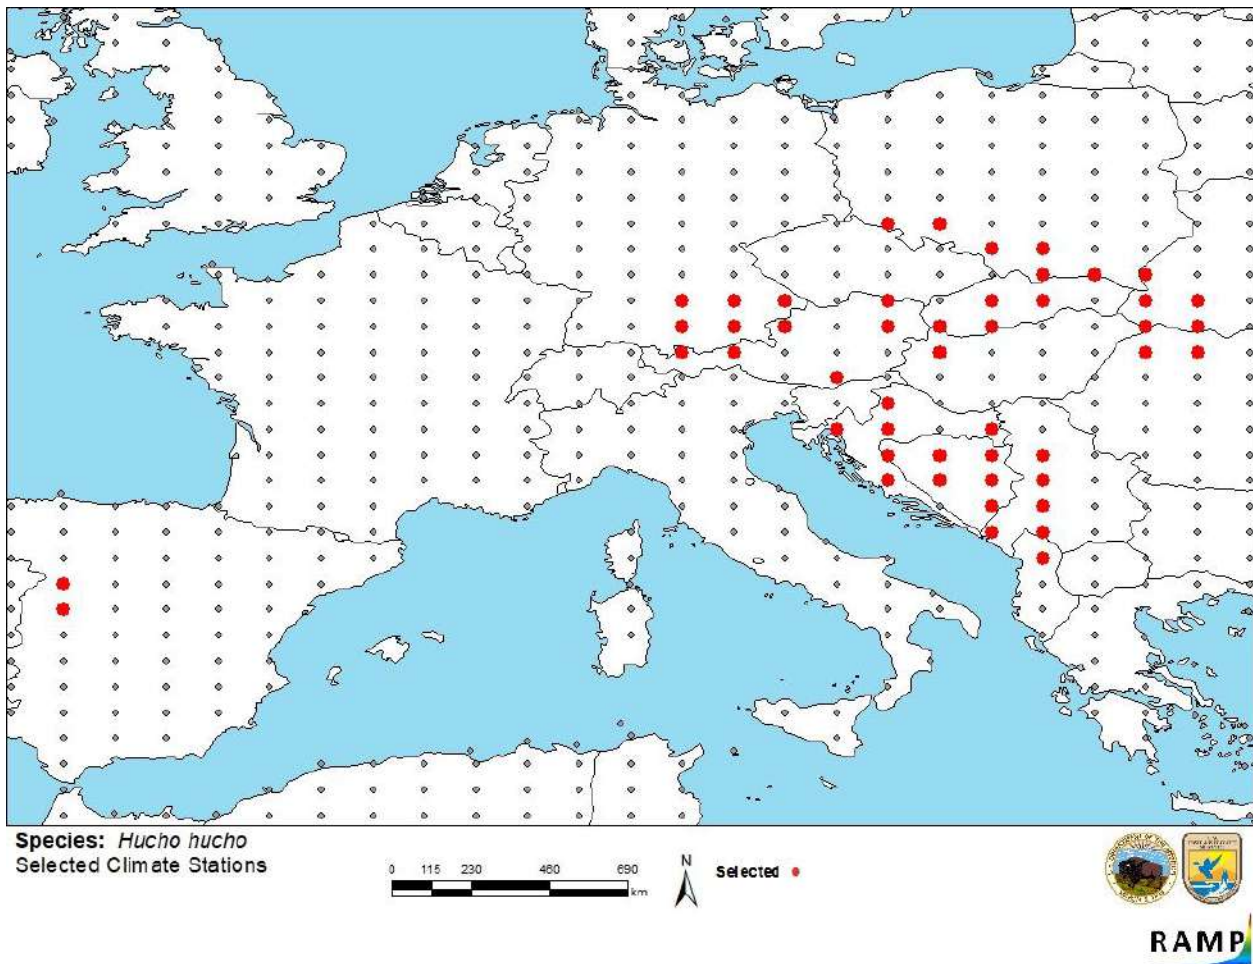 Species: Hucho hucho
Selected Climate Stations
0 115 230 460 690
km
N
Selected
RAMP